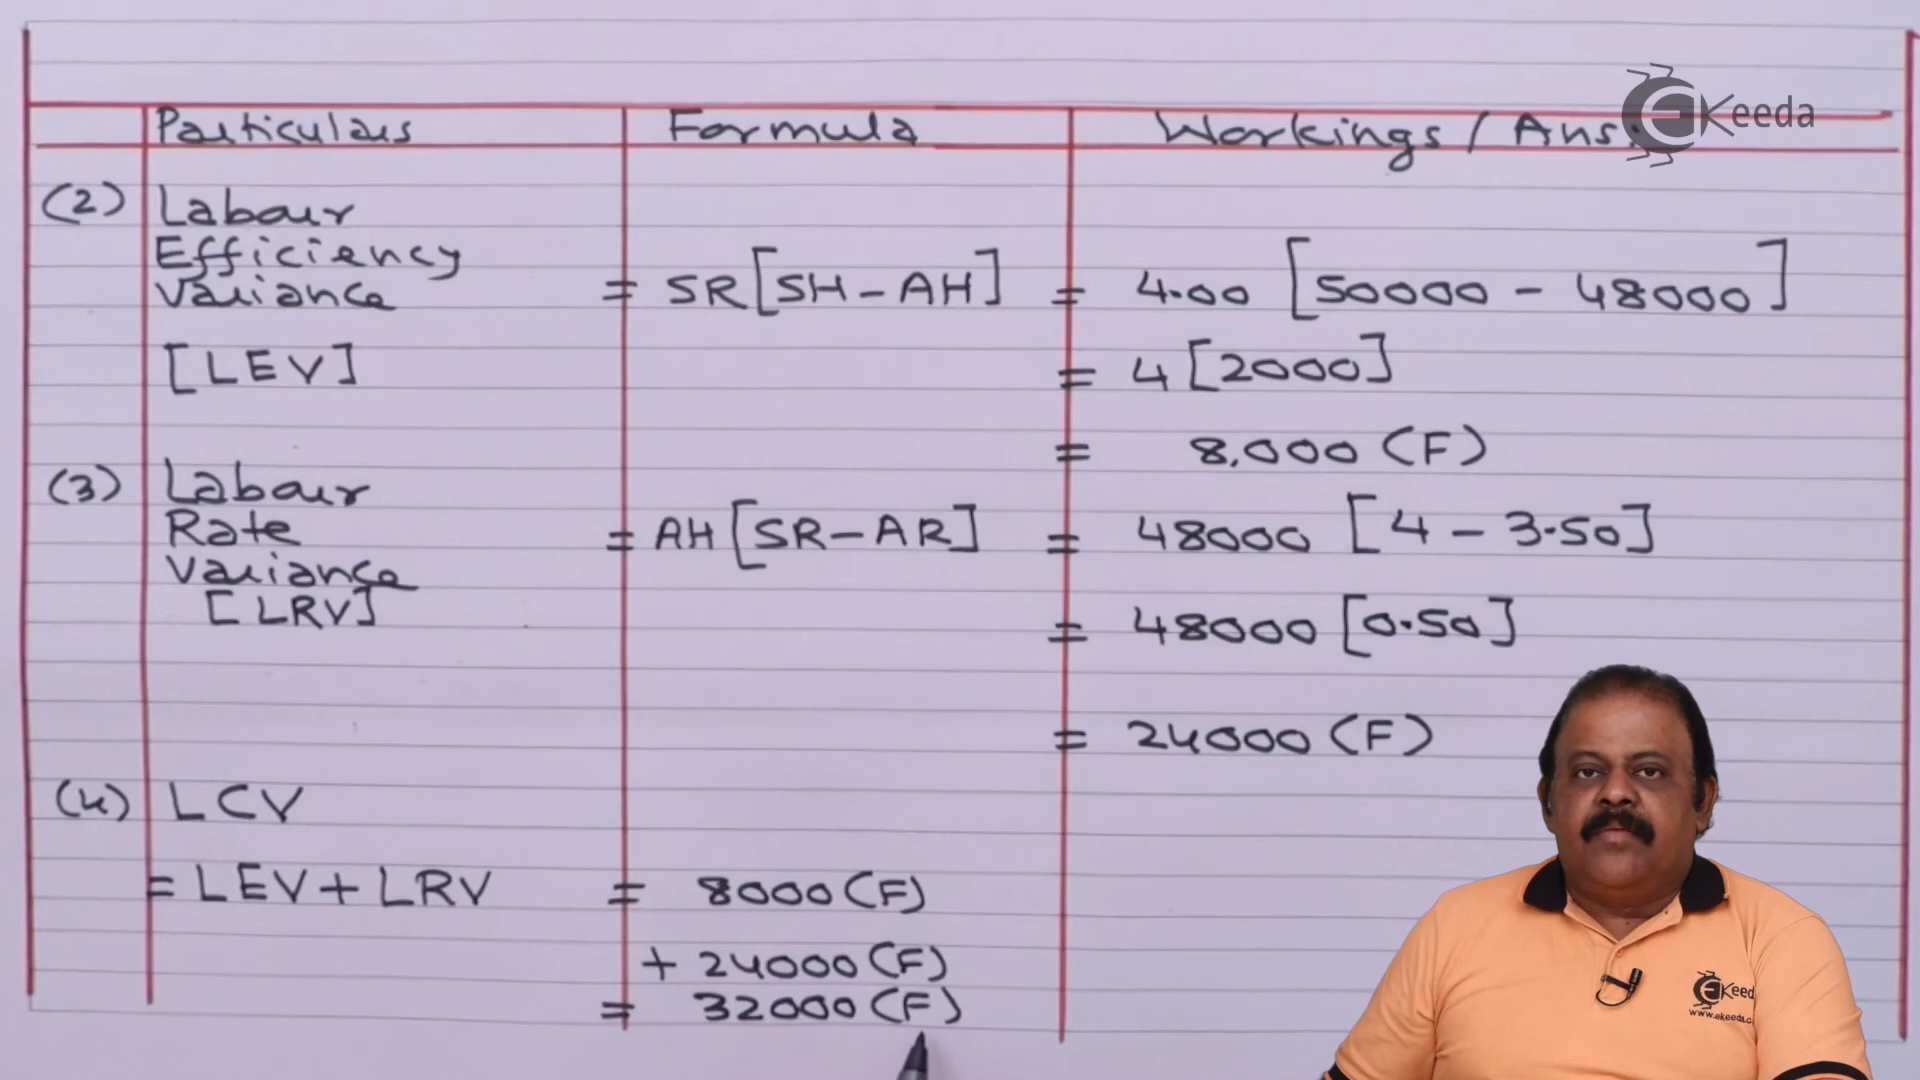 Keeda
Particulars Formula Workings / Ans:
(2) Labour
Efficiency
Variance = SR[SH-AH] = 4.00 [50000 - 48000]
[LEV] = 4[2000]
= 8,000 (F)
(3) Labour
Rate = AH[SR-AR] = 48000 [4 - 3.50]
Variance
[LRV] = 48000 [0.50]
= 24000 (F)
(4) LCV
= LEV + LRV = 8000 (F)
+ 24000 (F)
= 32000 (F)
Keeda